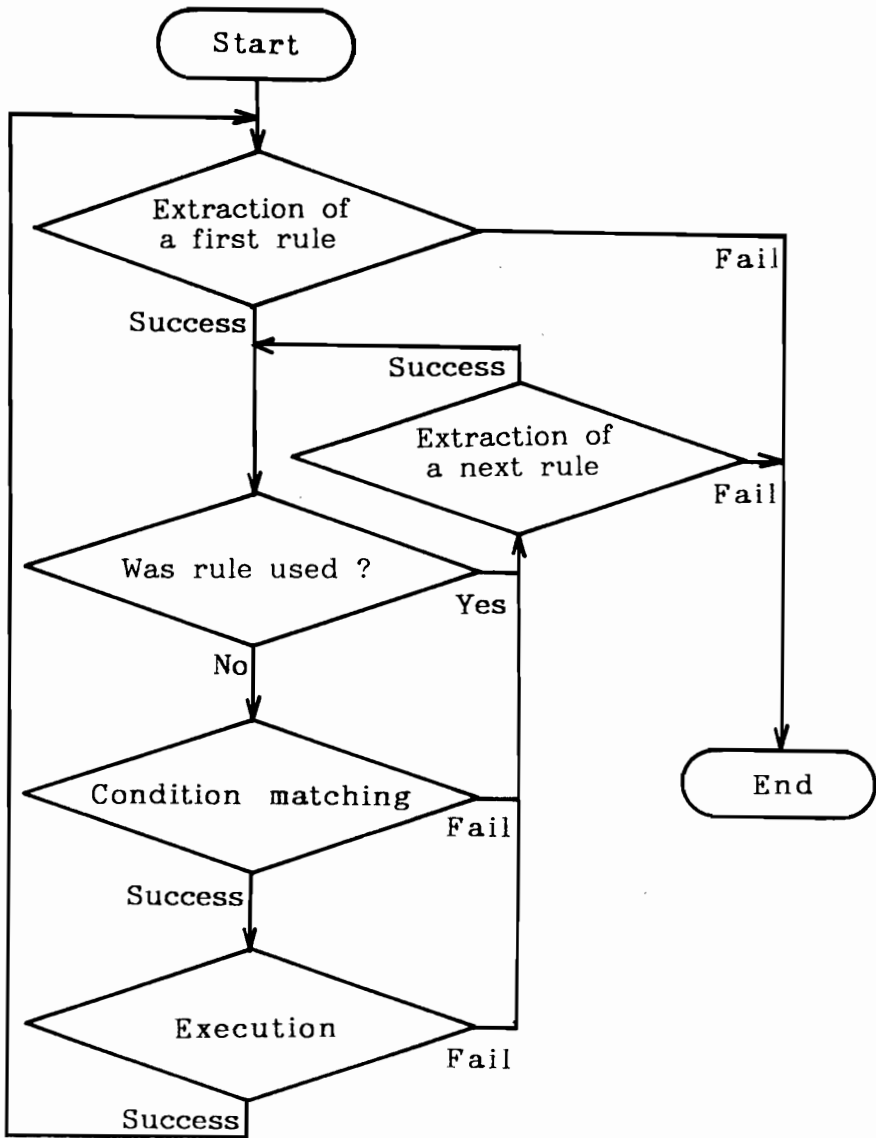 Start
Extraction of
a first rule
Fail
Success
Success
Extraction of
a next rule
Fail
Was rule used ?
Yes
No
Condition matching
Fail
End
Success
Execution
Fail
Success